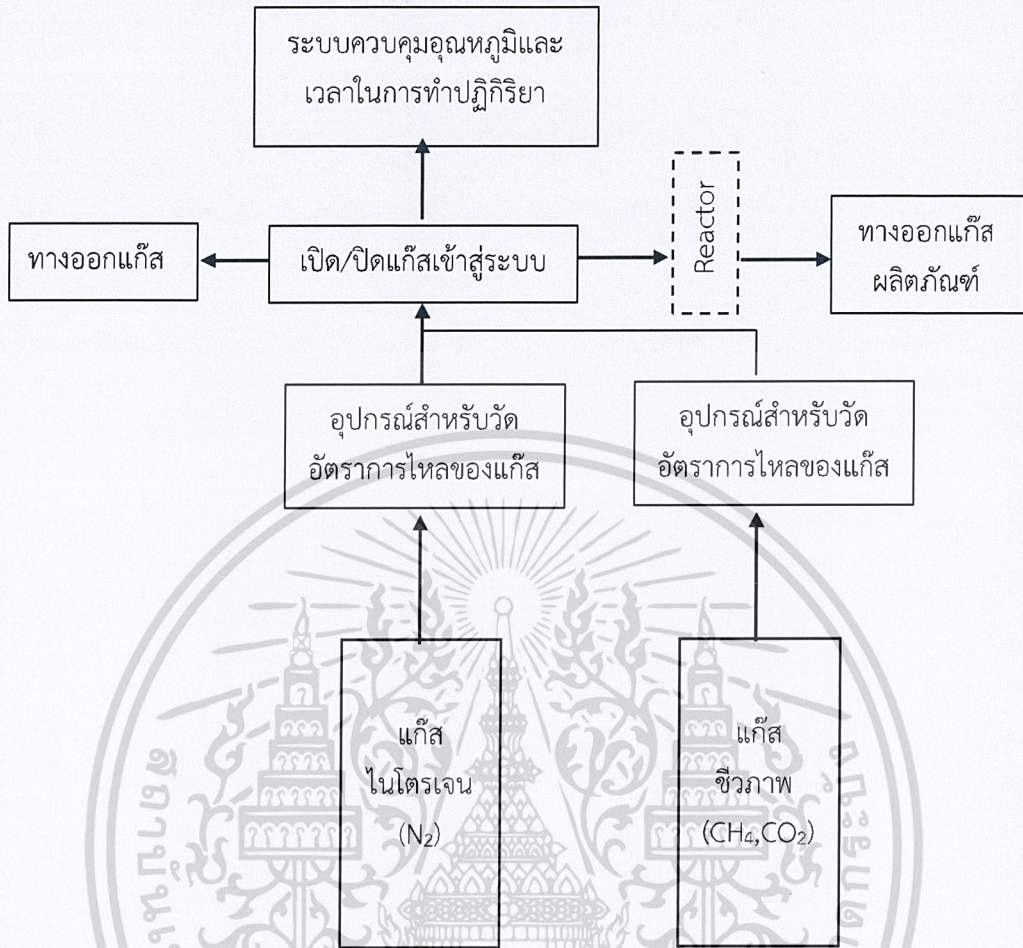 ระบบควบคุมอุณหภูมิและ
เวลาในการทำปฏิกิริยา
ทางออกแก๊ส
เปิด/ปิดแก๊สเข้าสู่ระบบ
Reactor
ทางออกแก๊ส
ผลิตภัณฑ์
อุปกรณ์สำหรับวัด
อัตราการไหลของแก๊ส
อุปกรณ์สำหรับวัด
อัตราการไหลของแก๊ส
แก๊ส
ไนโตรเจน
(N₂)
แก๊ส
ชีวภาพ
(CH₄,CO₂)